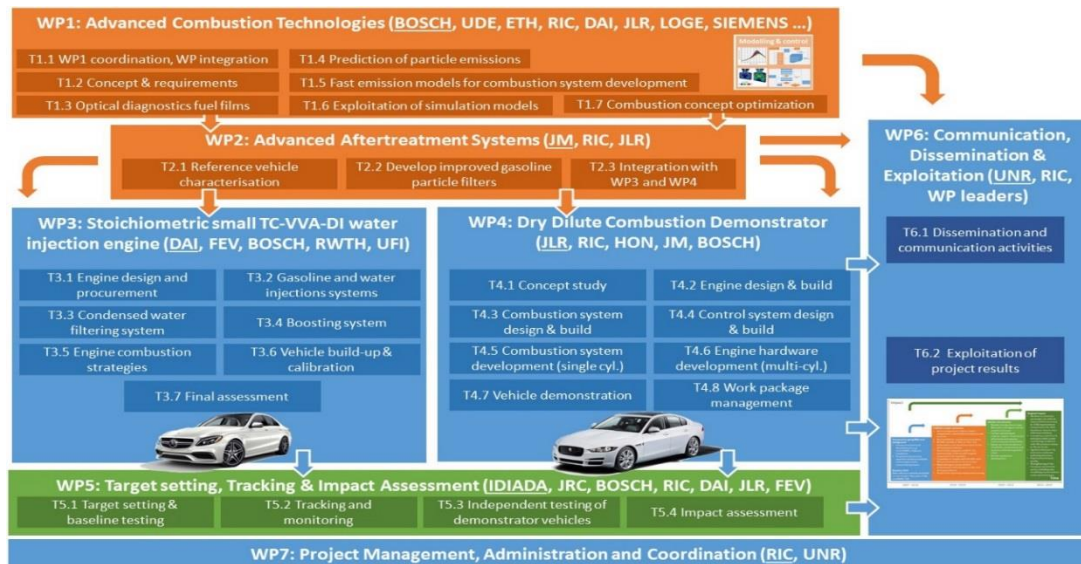 WP1: Advanced Combustion Technologies (BOSCH, UDE, ETH, RIC, DAI, JLR, LOGE, SIEMENS ...)
Modelling & control
T1.1 WP1 coordination, WP integration
T1.4 Prediction of particle emissions
T1.2 Concept & requirements
T1.5 Fast emission models for combustion system development
T1.3 Optical diagnostics fuel films
T1.6 Exploitation of simulation models
T1.7 Combustion concept optimization
WP2: Advanced Aftertreatment Systems (JM, RIC, JLR)
T2.1 Reference vehicle
characterisation
T2.2 Develop improved gasoline
particle filters
T2.3 Integration with
WP3 and WP4
WP3: Stoichiometric small TC-VVA-DI water
injection engine (DAI, FEV, BOSCH, RWTH, UFI)
T3.1 Engine design and
procurement
T3.2 Gasoline and water
injections systems
T3.3 Condensed water
filtering system
T3.4 Boosting system
T3.5 Engine combustion
strategies
T3.6 Vehicle build-up &
calibration
T3.7 Final assessment
WP4: Dry Dilute Combustion Demonstrator
(JLR, RIC, HON, JM, BOSCH)
T4.1 Concept study
T4.2 Engine design & build
T4.3 Combustion system
design & build
T4.4 Control system design &
build
T4.5 Combustion system
development (single cyl.)
T4.6 Engine hardware
development (multi-cyl.)
T4.7 Vehicle demonstration
T4.8 Work package
management
WP5: Target setting, Tracking & Impact Assessment (IDIADA, JRC, BOSCH, RIC, DAI, JLR, FEV)
T5.1 Target setting &
baseline testing
T5.2 Tracking and
monitoring
T5.3 Independent testing of
demonstrator vehicles
T5.4 Impact assessment
WP6: Communication,
Dissemination &
Exploitation (UNR, RIC,
WP leaders)
T6.1 Dissemination and
communication activities
T6.2 Exploitation of
project results
WP7: Project Management, Administration and Coordination (RIC, UNR)